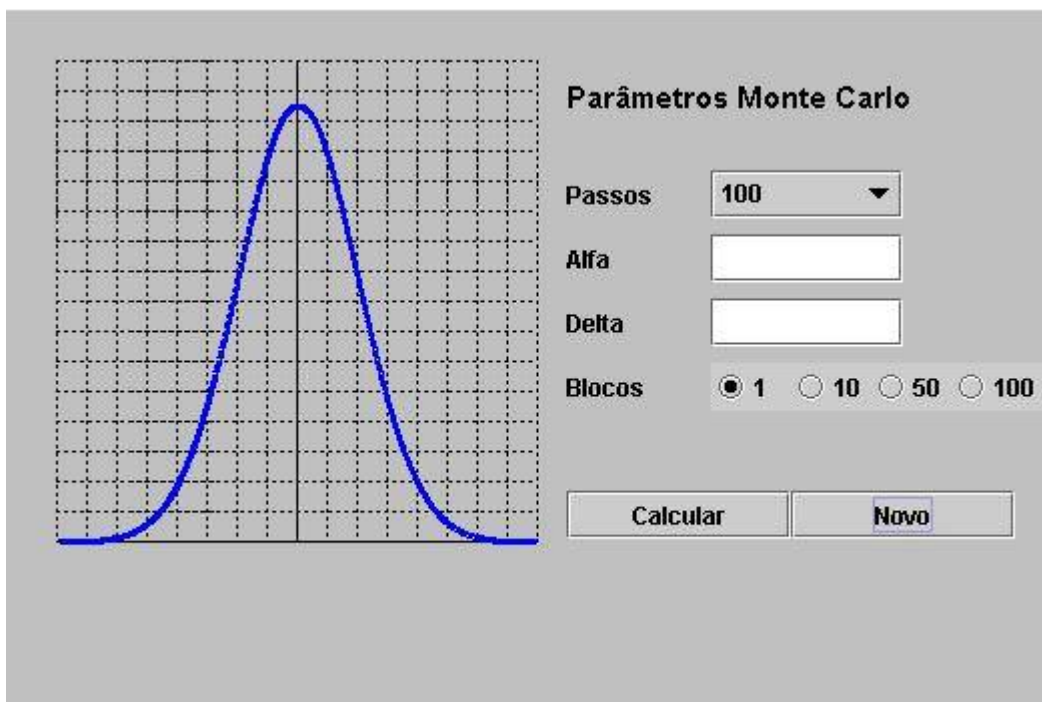 Parâmetros Monte Carlo
Passos 100
Alfa
Delta
Blocos 1 10 50 100
Calcular Novo